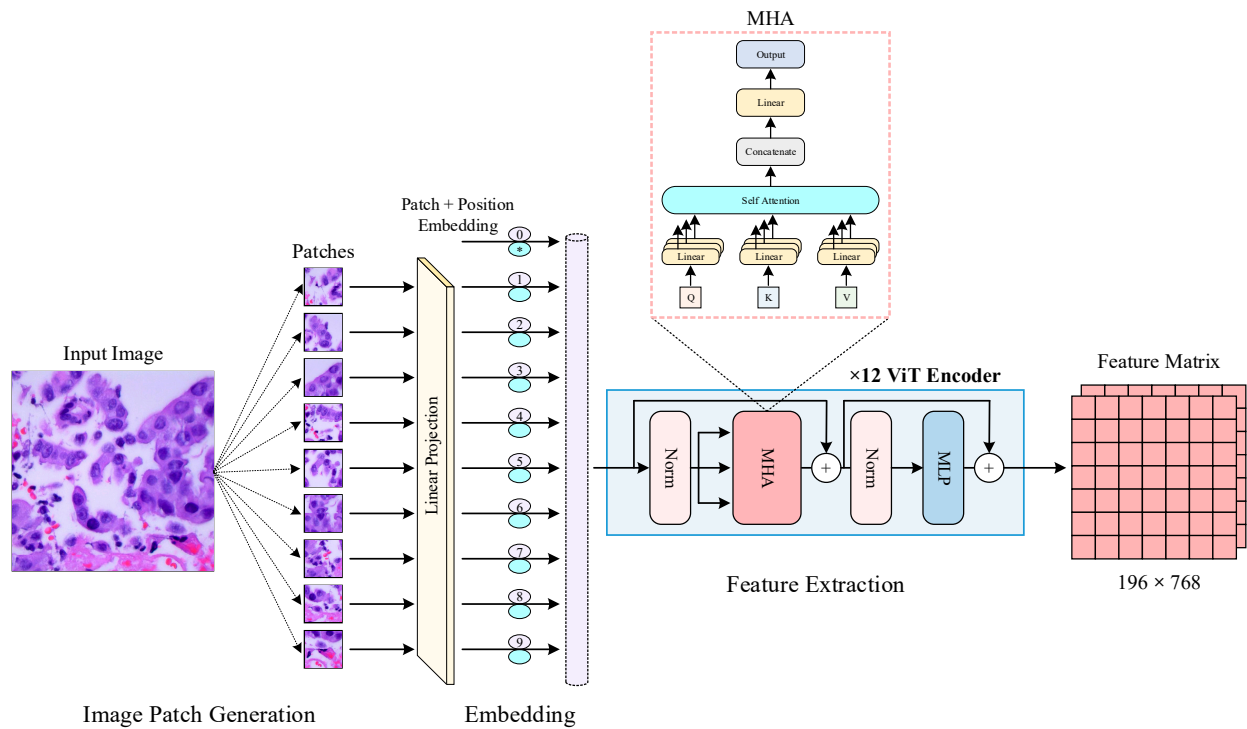 MHA
Output
Linear
Concatenate
Self Attention
Linear
Linear
Linear
Q
K
V
Patch + Position
Embedding
Patches
Input Image
0
*
1
2
3
4
5
6
7
8
9
Linear Projection
×12 ViT Encoder
Norm
MHA
+
Norm
MLP
+
Feature Matrix
196 × 768
Feature Extraction
Image Patch Generation
Embedding